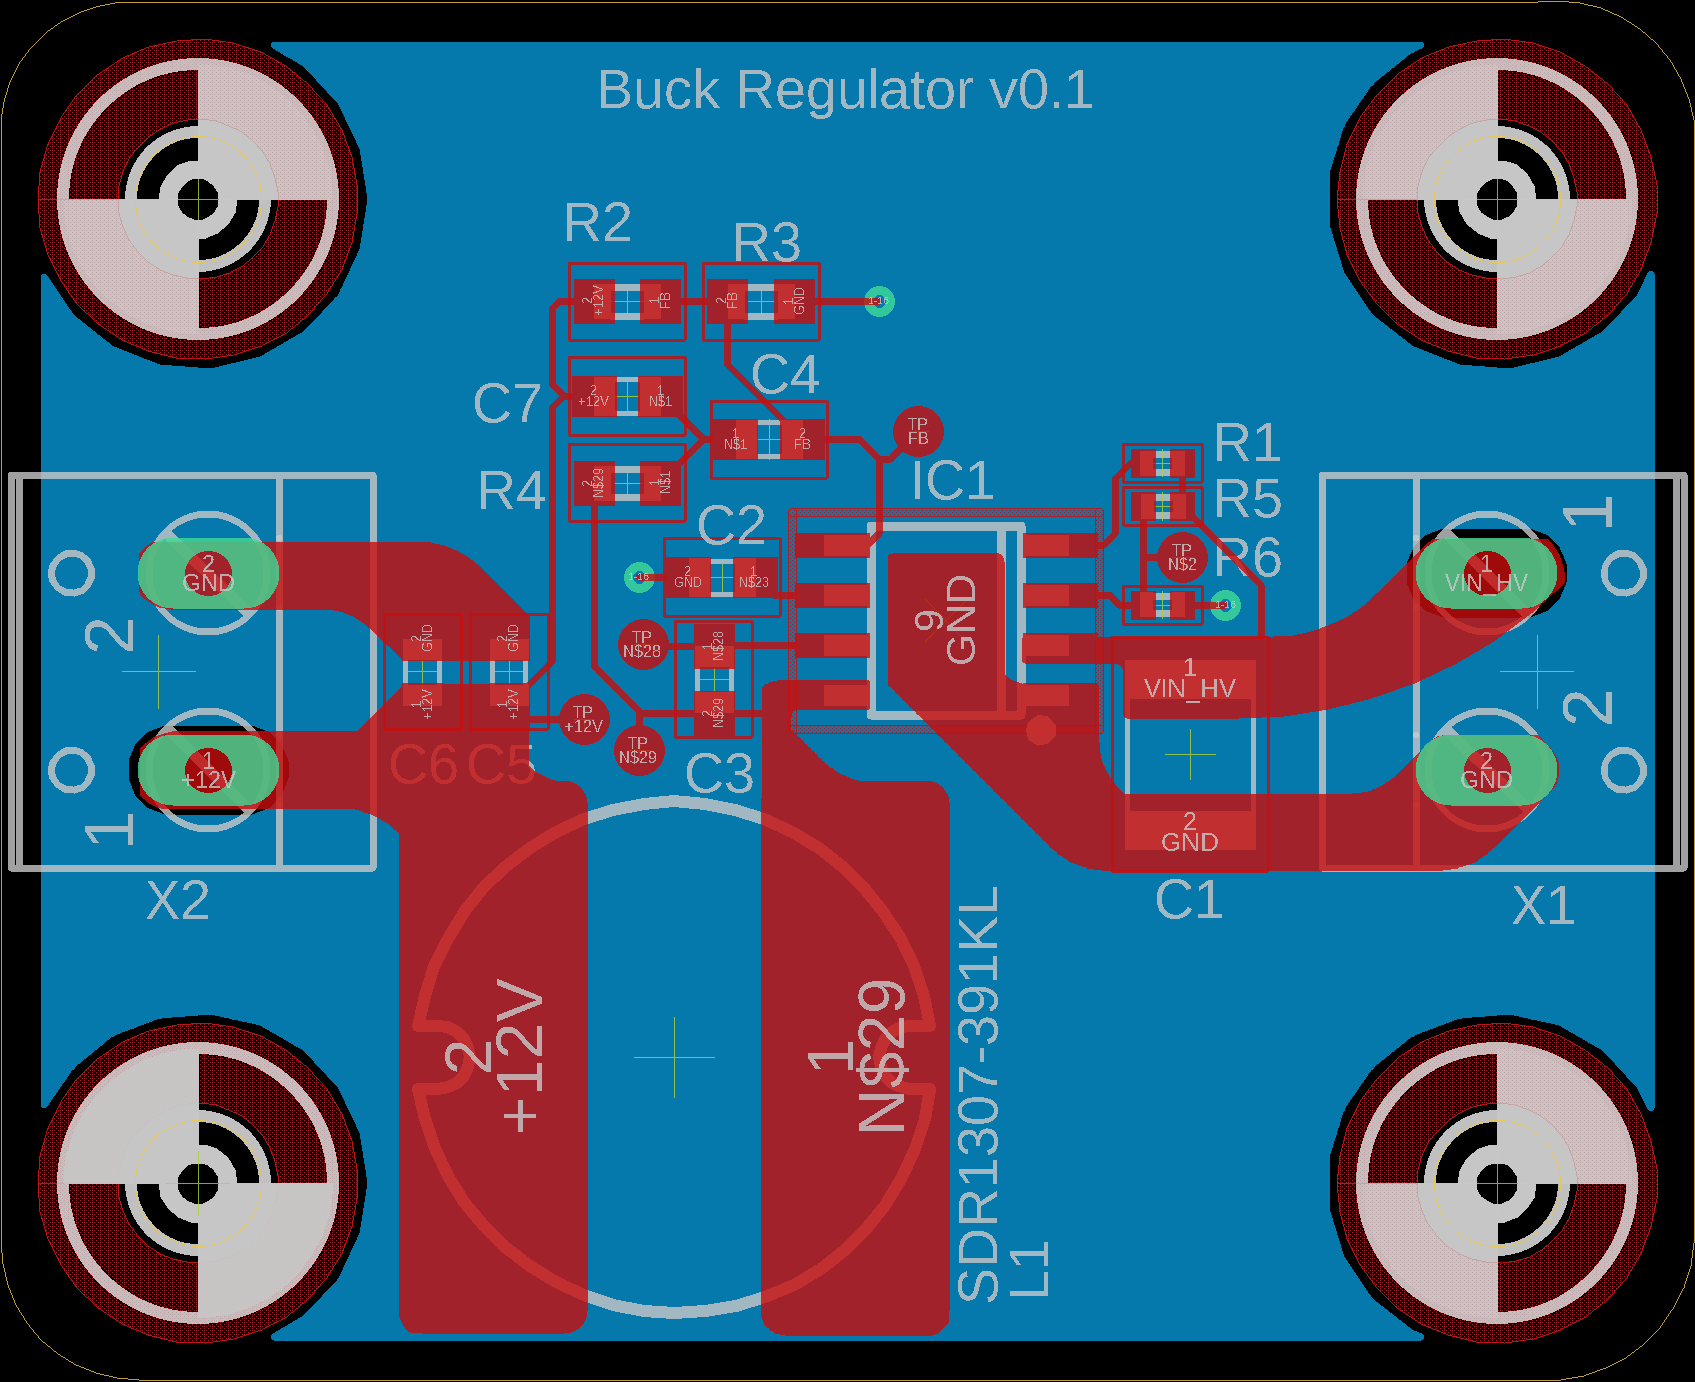 Buck Regulator v0.1
R2
R3
2
+12V
1
FB
2
FB
1
GND
1-16
C7
C4
2
+12V
1
N$1
1
N$1
2
FB
TP
FB
R4
2
N$29
1
N$1
IC1
R1
R5
R6
C2
2
GND
1
N$23
1-16
TP
N$2
1-16
2
GND
2
1
+12V
1
X2
2
GND
1
+12V
2
GND
1
+12V
C6
C5
TP
N$28
1
N$28
2
N$29
TP
+12V
TP
N$29
C3
9
GND
1
VIN_HV
2
GND
C1
1
VIN_HV
1
2
2
GND
X1
2
+12V
1
N$29
SDR1307-391KL
L1